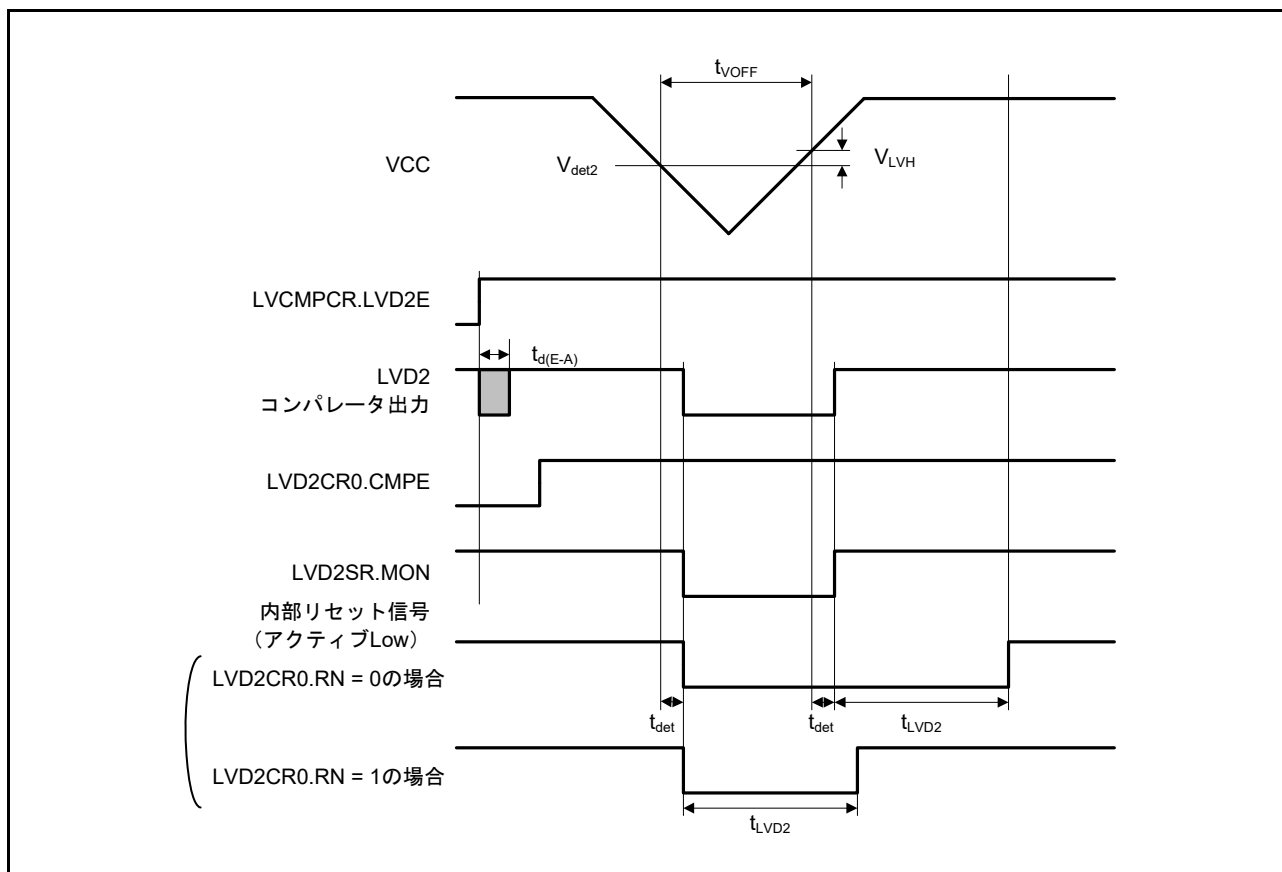 tVOFF
VCC
Vdet2
VLVH
LVCMPCR.LVD2E
td(E-A)
LVD2
コンパレータ出力
LVD2CR0.CMPE
LVD2SR.MON
内部リセット信号
（アクティブLow）
LVD2CR0.RN = 0の場合
tdet
tdet
tLVD2
LVD2CR0.RN = 1の場合
tLVD2